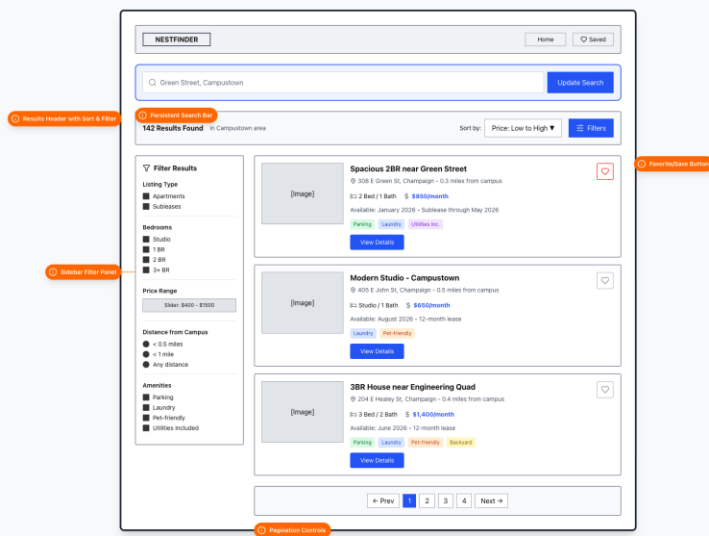 NESTFINDER
Home
Saved
Green Street, Campustown
Update Search
Results Header with Sort & Filter
Persistent Search Bar
142 Results Found in Campustown area
Sort by:
Price: Low to High ▼
Filters
Filter Results
Listing Type
Apartments
Subleases
Bedrooms
Studio
1 BR
2 BR
3+ BR
Sidebar Filter Panel
Price Range
Slider: $400 - $1500
Distance from Campus
< 0.5 miles
< 1 mile
Any distance
Amenities
Parking
Laundry
Pet-friendly
Utilities Included
[Image]
Spacious 2BR near Green Street
308 E Green St, Champaign • 0.3 miles from campus
2 Bed / 1 Bath $ $850/month
Available: January 2026 • Sublease through May 2026
Parking Laundry Utilities Inc.
View Details
Favorite/Save Button
[Image]
Modern Studio - Campustown
405 E John St, Champaign • 0.5 miles from campus
Studio / 1 Bath $ $650/month
Available: August 2026 • 12-month lease
Laundry Pet-friendly
View Details
[Image]
3BR House near Engineering Quad
204 E Healey St, Champaign • 0.4 miles from campus
3 Bed / 2 Bath $ $1,400/month
Available: June 2026 • 12-month lease
Parking Laundry Pet-friendly Backyard
View Details
← Prev 1 2 3 4 Next →
Pagination Controls